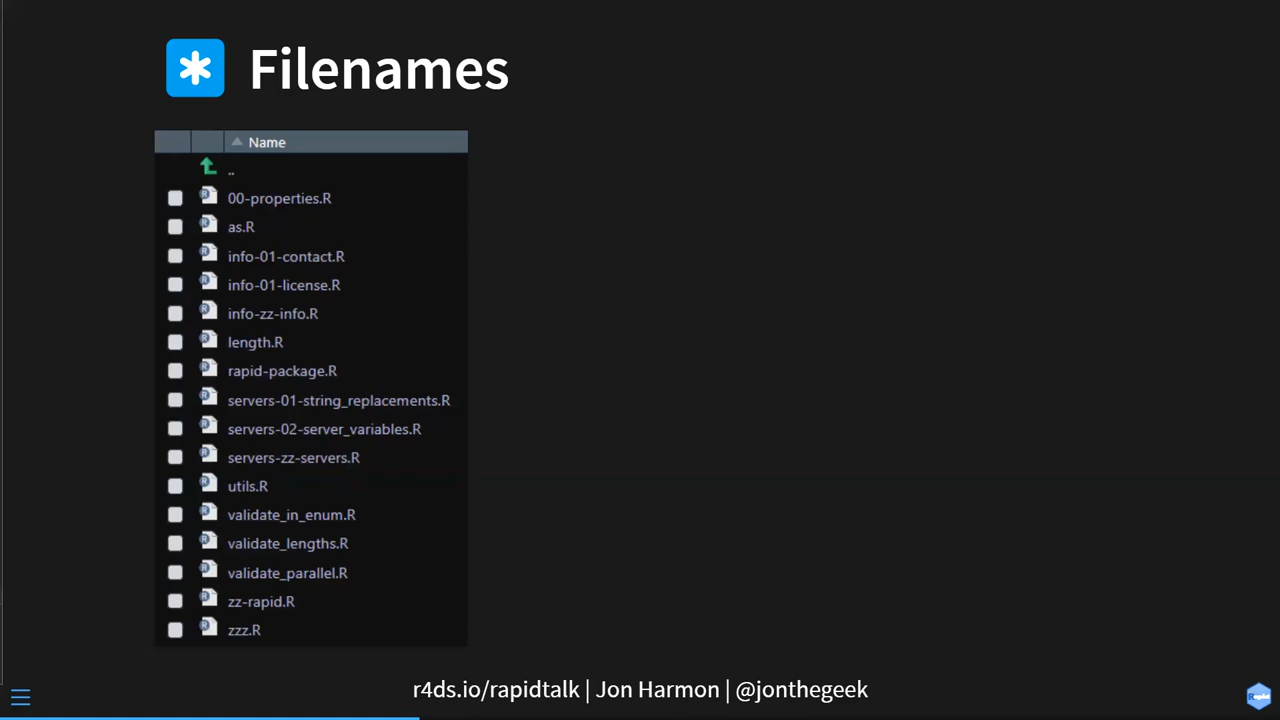 Filenames
Name
..
00-properties.R
as.R
info-01-contact.R
info-01-license.R
info-zz-info.R
length.R
rapid-package.R
servers-01-string_replacements.R
servers-02-server_variables.R
servers-zz-servers.R
utils.R
validate_in_enum.R
validate_lengths.R
validate_parallel.R
zz-rapid.R
zzz.R
r4ds.io/rapidtalk | Jon Harmon | @jonthegeek